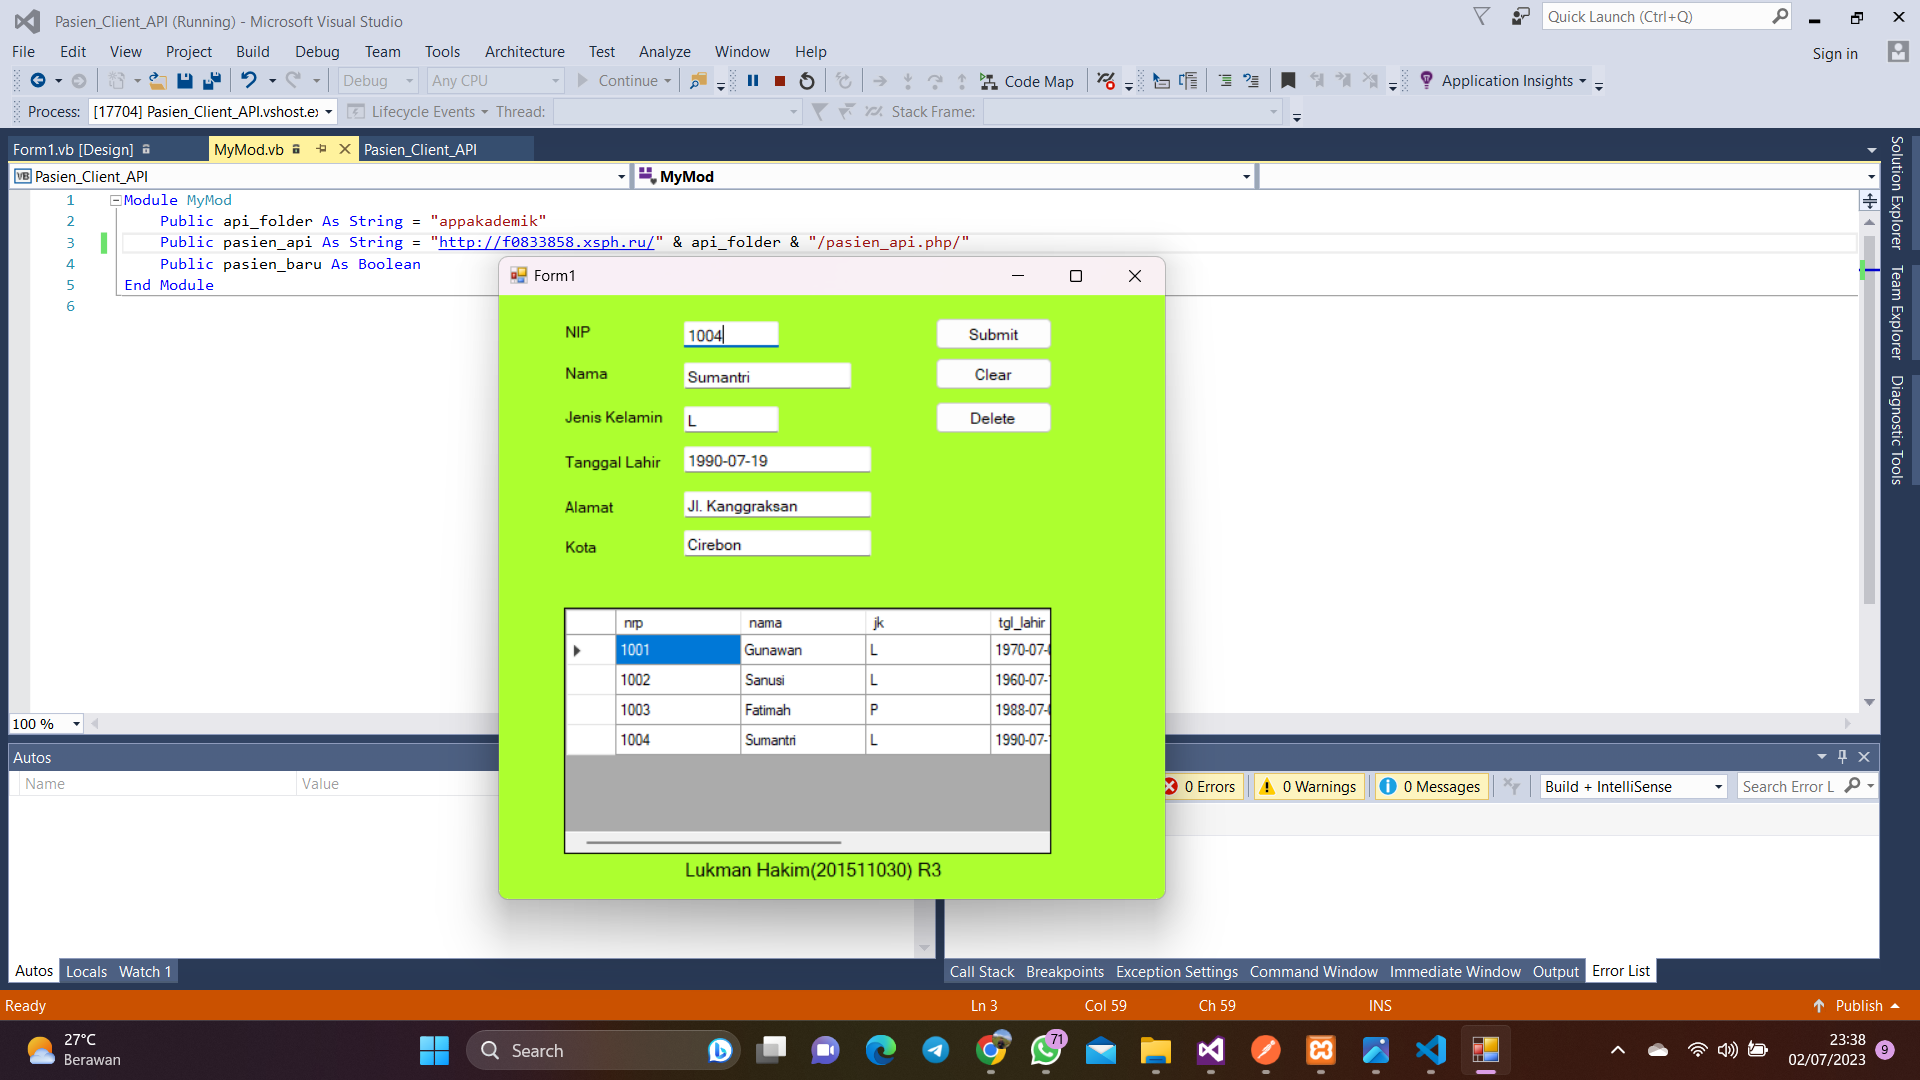 Pasien_Client_API (Running) - Microsoft Visual Studio
Quick Launch (Ctrl+Q)
File Edit View Project Build Debug Team Tools Architecture Test Analyze Window Help
Sign in
Debug Any CPU Continue Code Map Application Insights
Process: [17704] Pasien_Client_API.vshost.ex Lifecycle Events Thread: Stack Frame:
Form1.vb [Design] MyMod.vb Pasien_Client_API
VB Pasien_Client_API MyMod
1 Module MyMod
2 Public api_folder As String = "appakademik"
3 Public pasien_api As String = "http://f0833858.xsph.ru/" & api_folder & "/pasien_api.php/"
4 Public pasien_baru As Boolean
5 End Module
6
Solution Explorer
Team Explorer
Diagnostic Tools
Form1
NIP 1004 Submit
Nama Sumantri Clear
Jenis Kelamin L Delete
Tanggal Lahir 1990-07-19
Alamat Jl. Kanggraksan
Kota Cirebon
nrp nama jk tgl_lahir
1001 Gunawan L 1970-07-0
1002 Sanusi L 1960-07-1
1003 Fatimah P 1988-07-0
1004 Sumantri L 1990-07-1
Lukman Hakim(201511030) R3
100 %
Autos
Name Value
0 Errors 0 Warnings 0 Messages Build + IntelliSense Search Error L
Autos Locals Watch 1
Call Stack Breakpoints Exception Settings Command Window Immediate Window Output Error List
Ready Ln 3 Col 59 Ch 59 INS Publish
27°C
Berawan
Search
71
23:38
02/07/2023
9